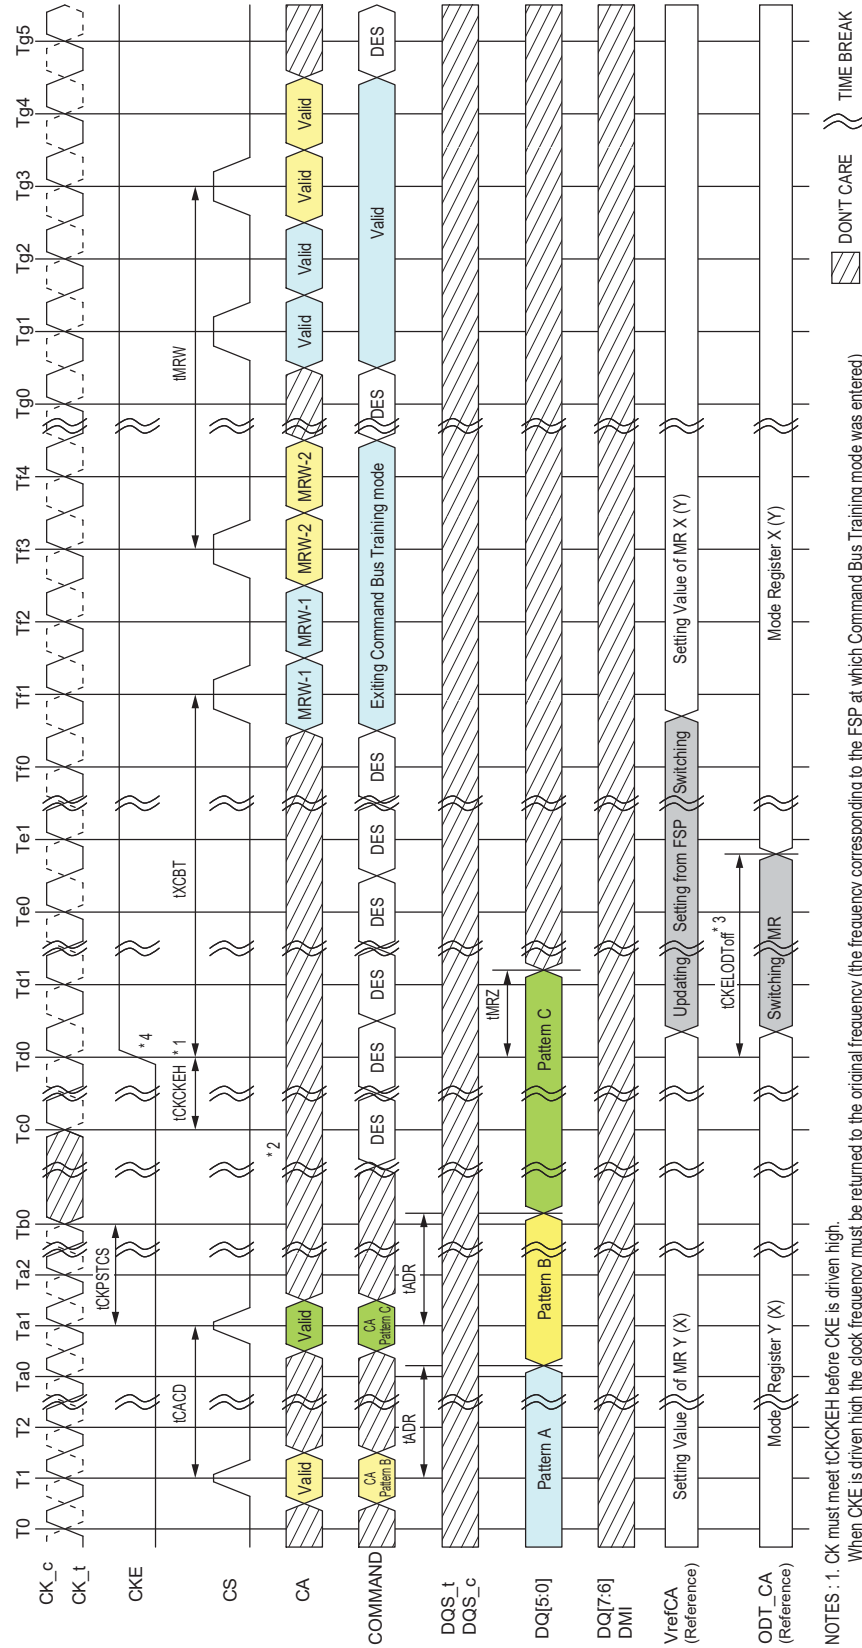 T0 T1 T2 Ta0 Ta1 Ta2 Tb0 Tc0 Td0 Td1 Te0 Te1 Tf0 Tf1 Tf2 Tf3 Tf4 Tg0 Tg1 Tg2 Tg3 Tg4 Tg5
CK_c
CK_t
tCKPSTCS
CKE
* 4
tCKCKEH * 1
tCACD
tXCBT
tMRW
CS
* 2
CA
Valid Valid MRW-1 MRW-1 MRW-2 MRW-2 Valid Valid Valid Valid
COMMAND
CA
Pattern B
CA
Pattern C
DES DES DES DES DES DES Exiting Command Bus Training mode DES Valid DES
tADR tADR
DQS_t
DQS_c
tMRZ
DQ[5:0]
Pattern A Pattern B Pattern C
DQ[7:6]
DMI
VrefCA
(Reference)
Setting Value of MR Y (X) Updating Setting from FSP Switching Setting Value of MR X (Y)
tCKELODToff * 3
ODT_CA
(Reference)
Mode Register Y (X) Switching MR Mode Register X (Y)
NOTES : 1. CK must meet tCKCKEH before CKE is driven high.
When CKE is driven high the clock frequency must be returned to the original frequency (the frequency corresponding to the FSP at which Command Bus Training mode was entered)
DON'T CARE
TIME BREAK